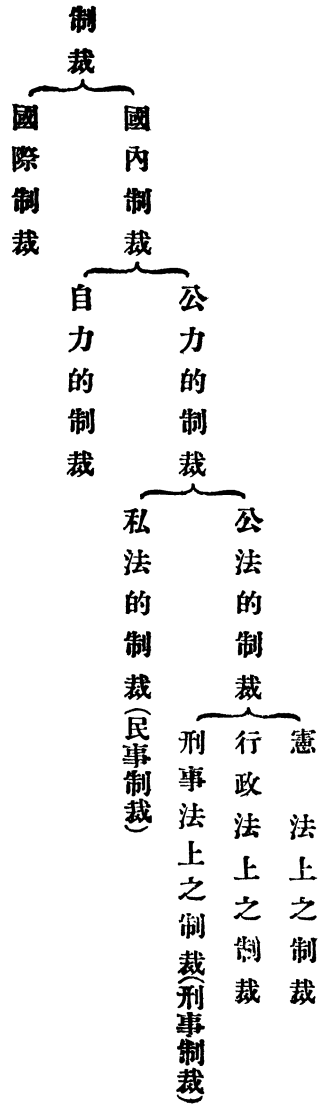 制裁
國內制裁
國際制裁
公力的制裁
自力的制裁
公法的制裁
私法的制裁(民事制裁)
憲法上之制裁
行政法上之制裁
刑事法上之制裁(刑事制裁)